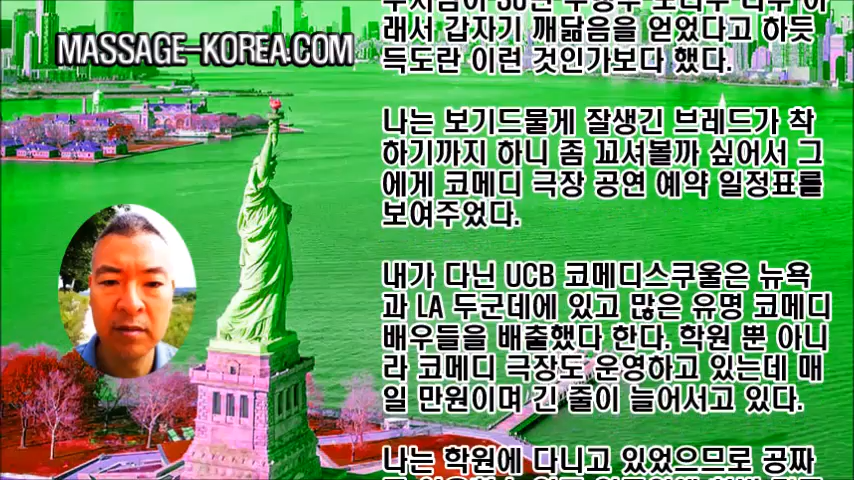 MASSAGE-KOREA.COM
래서 갑자기 깨닮음을 얻었다고 하듯
득도란 이런 것인가보다 했다.
나는 보기드물게 잘생긴 브레드가 착
하기까지 하니 좀 꼬셔볼까 싶어서 그
에게 코메디 극장 공연 예약 일정표를
보여주었다.
내가 다닌 UCB 코메디스쿠울은 뉴욕
과 LA 두군데에 있고 많은 유명 코메디
배우들을 배출했다 한다. 학원 뿐 아니
라 코메디 극장도 운영하고 있는데 매
일 만원이며 긴 줄이 늘어서고 있다.
나는 학원에 다니고 있었으므로 공짜